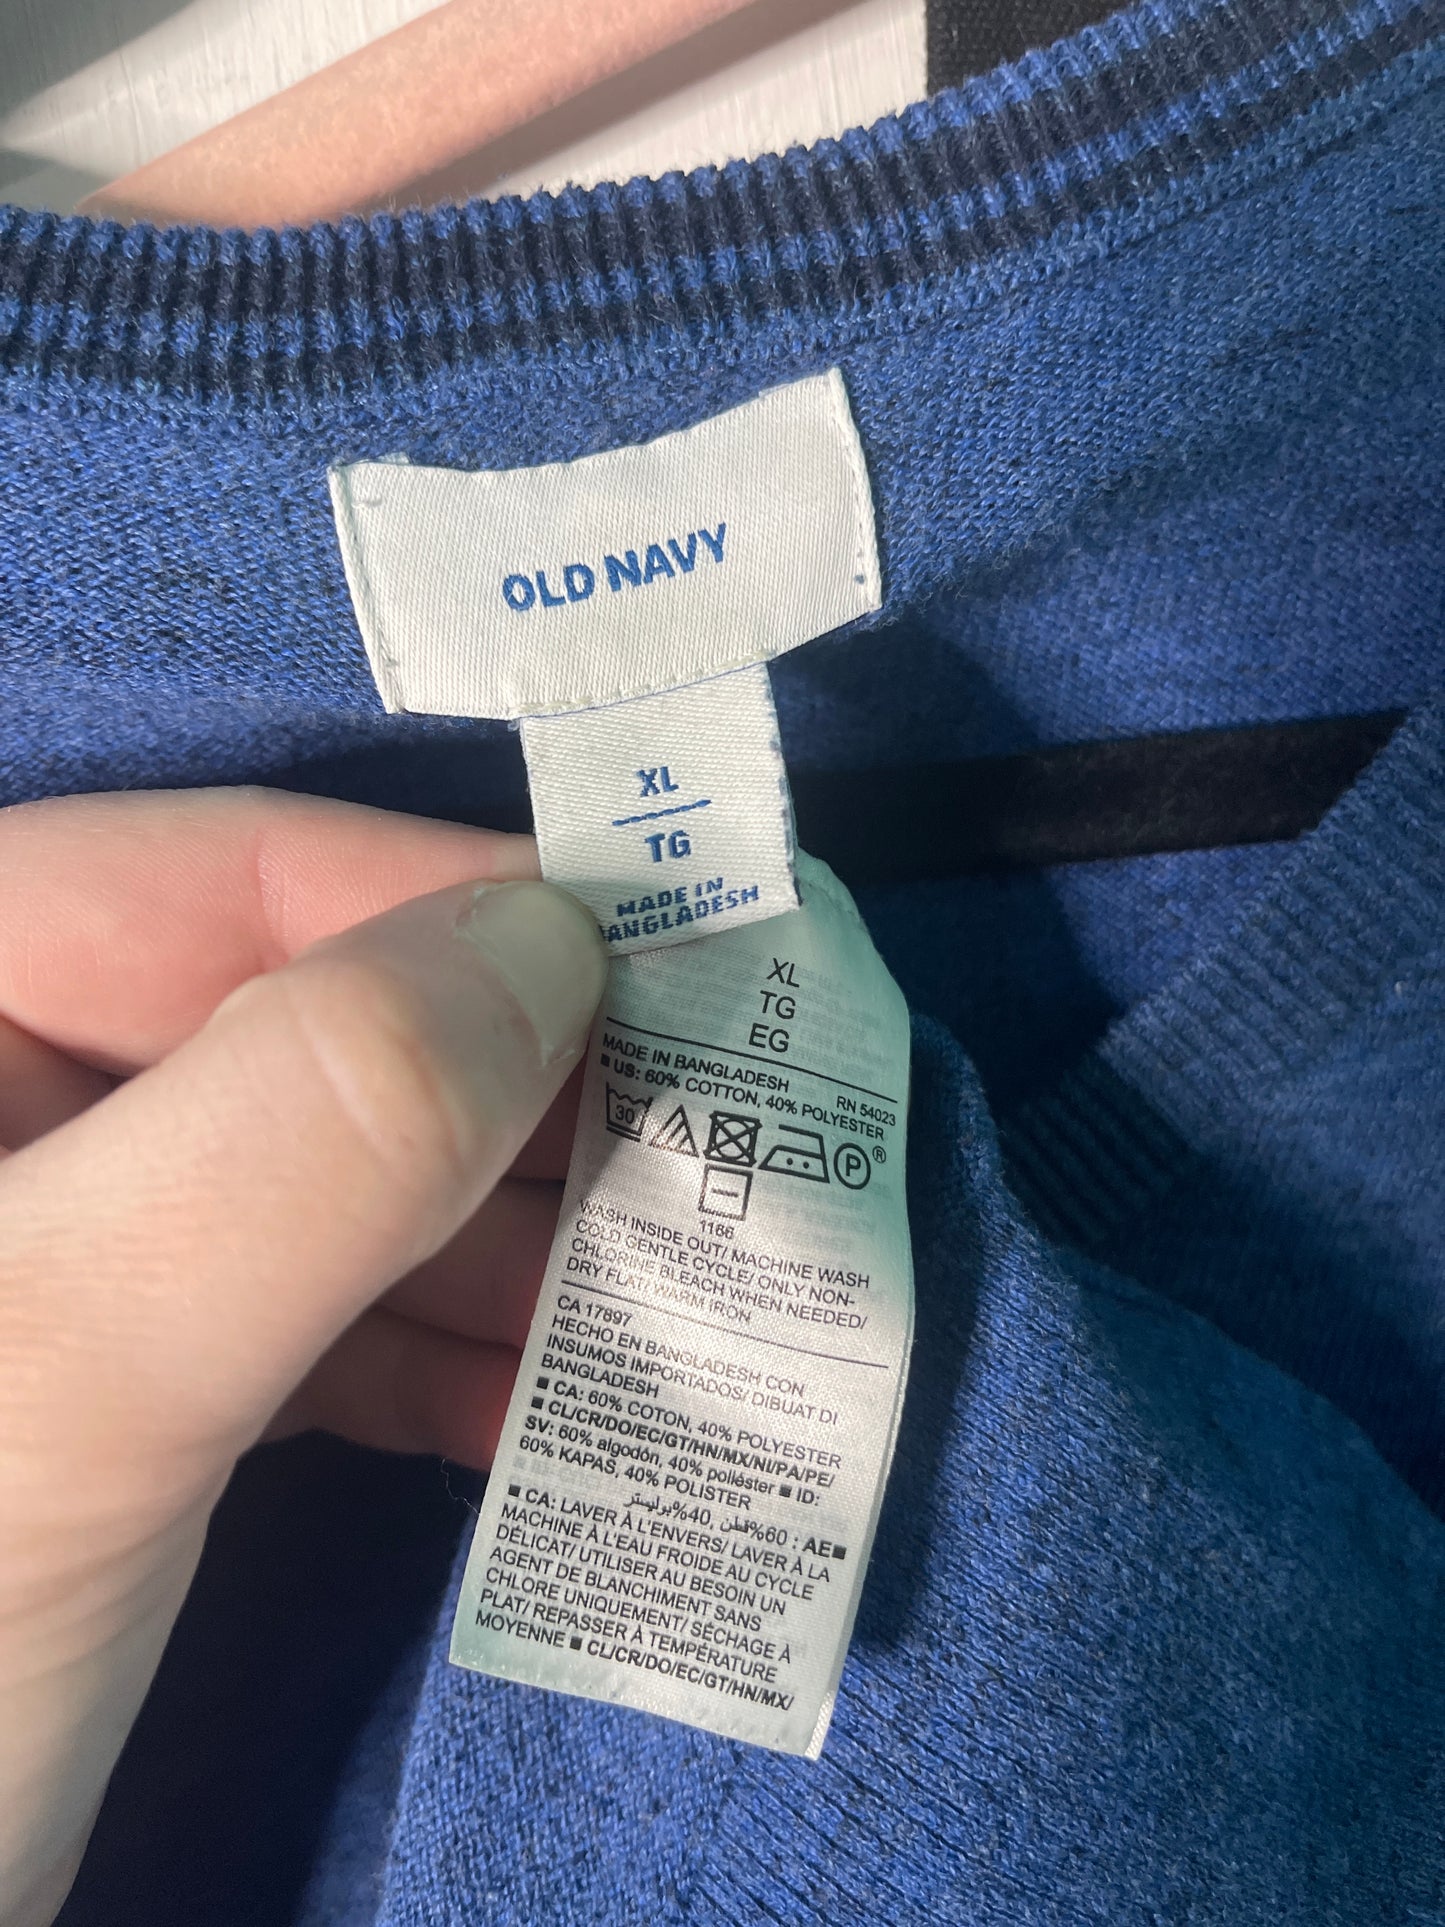 OLD NAVY
XL
TG
MADE IN
BANGLADESH
XL
TG
EG
MADE IN BANGLADESH
RN 54023
■ US: 60% COTTON, 40% POLYESTER
30
P ®
1166
WASH INSIDE OUT/ MACHINE WASH
COLD GENTLE CYCLE/ ONLY NON-
CHLORINE BLEACH WHEN NEEDED/
DRY FLAT/ WARM IRON
CA 17897
HECHO EN BANGLADESH CON
INSUMOS IMPORTADOS/ DIBUAT DI
BANGLADESH
■ CA: 60% COTON, 40% POLYESTER
■ CL/CR/DO/EC/GT/HN/MX/NI/PA/PE/
SV: 60% algodón, 40% poliéster ■ ID:
60% KAPAS, 40% POLISTER
■AE : 60%قطن, 40%بوليستر
■ CA: LAVER À L'ENVERS/ LAVER À LA
MACHINE À L'EAU FROIDE AU CYCLE
DÉLICAT/ UTILISER AU BESOIN UN
AGENT DE BLANCHIMENT SANS
CHLORE UNIQUEMENT/ SÉCHAGE À
PLAT/ REPASSER À TEMPÉRATURE
MOYENNE ■ CL/CR/DO/EC/GT/HN/MX/